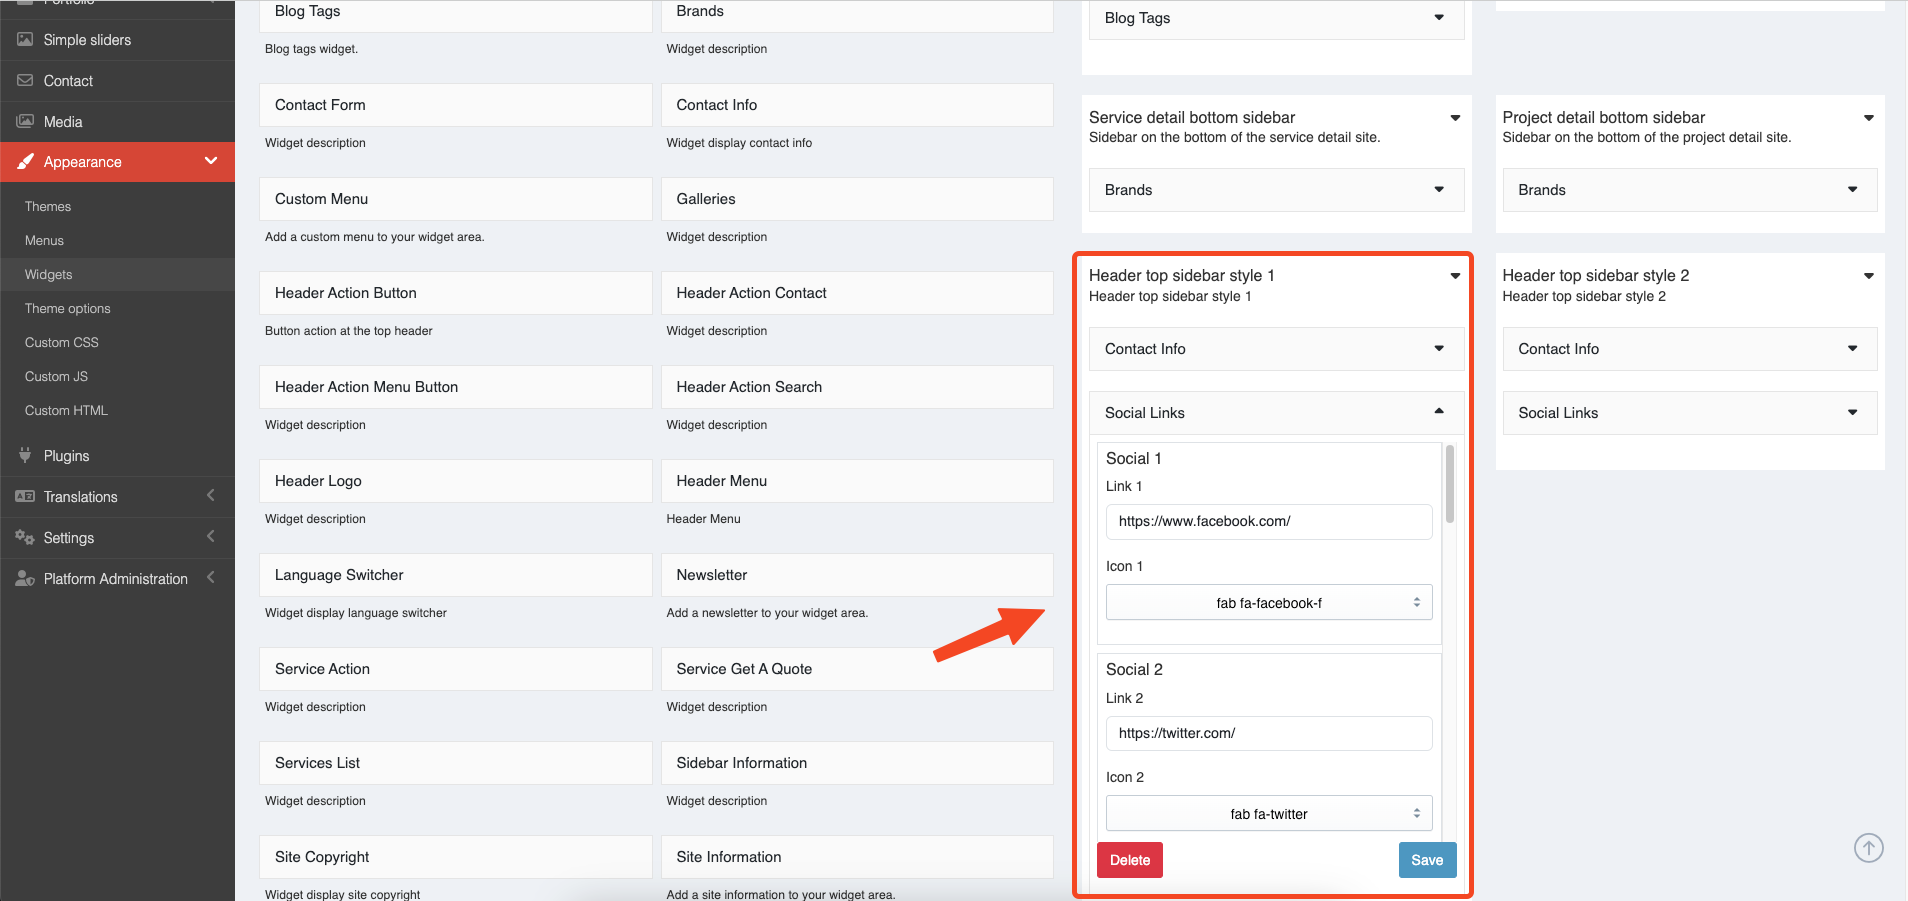 Portfolio
Simple sliders
Contact
Media
Appearance
Themes
Menus
Widgets
Theme options
Custom CSS
Custom JS
Custom HTML
Plugins
Translations
Settings
Platform Administration
Blog Tags
Blog tags widget.
Brands
Widget description
Contact Form
Widget description
Contact Info
Widget display contact info
Custom Menu
Add a custom menu to your widget area.
Galleries
Widget description
Header Action Button
Button action at the top header
Header Action Contact
Widget description
Header Action Menu Button
Widget description
Header Action Search
Widget description
Header Logo
Widget description
Header Menu
Header Menu
Language Switcher
Widget display language switcher
Newsletter
Add a newsletter to your widget area.
Service Action
Widget description
Service Get A Quote
Widget description
Services List
Widget description
Sidebar Information
Widget description
Site Copyright
Widget display site copyright
Site Information
Add a site information to your widget area.
Blog Tags
Service detail bottom sidebar
Sidebar on the bottom of the service detail site.
Brands
Project detail bottom sidebar
Sidebar on the bottom of the project detail site.
Brands
Header top sidebar style 1
Header top sidebar style 1
Contact Info
Social Links
Social 1
Link 1
https://www.facebook.com/
Icon 1
fab fa-facebook-f
Social 2
Link 2
https://twitter.com/
Icon 2
fab fa-twitter
Delete
Save
Header top sidebar style 2
Header top sidebar style 2
Contact Info
Social Links